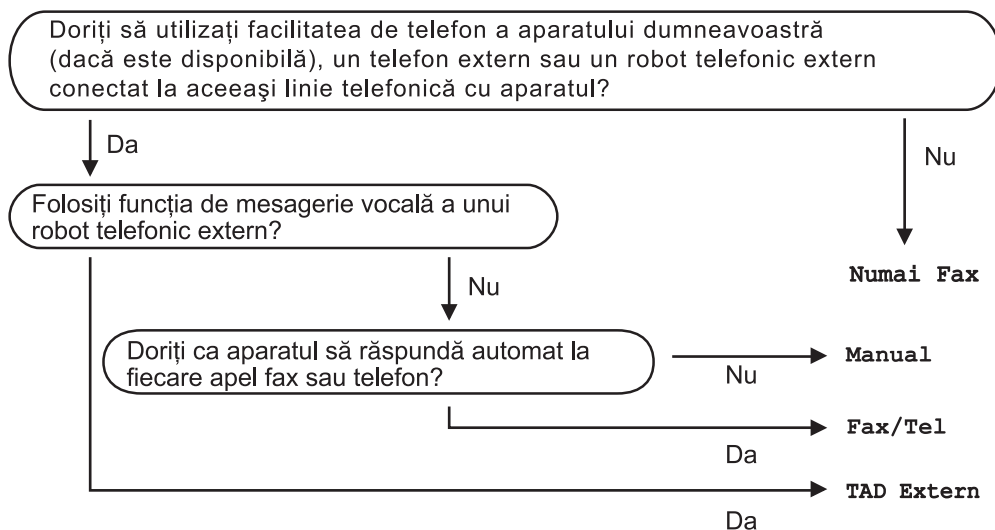 Doriți să utilizați facilitatea de telefon a aparatului dumneavoastră
(dacă este disponibilă), un telefon extern sau un robot telefonic extern
conectat la aceeaşi linie telefonică cu aparatul?
Da
Nu
Folosiți funcția de mesagerie vocală a unui
robot telefonic extern?
Numai Fax
Nu
Doriți ca aparatul să răspundă automat la
fiecare apel fax sau telefon?
Manual
Nu
Fax/Tel
Da
TAD Extern
Da